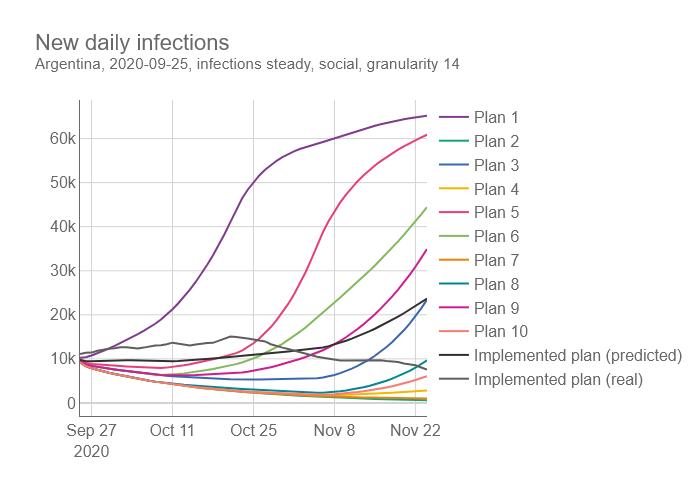 New daily infections
Argentina, 2020-09-25, infections steady, social, granularity 14
60k
50k
40k
30k
20k
10k
0
Sep 27
2020
Oct 11
Oct 25
Nov 8
Nov 22
Plan 1
Plan 2
Plan 3
Plan 4
Plan 5
Plan 6
Plan 7
Plan 8
Plan 9
Plan 10
Implemented plan (predicted)
Implemented plan (real)